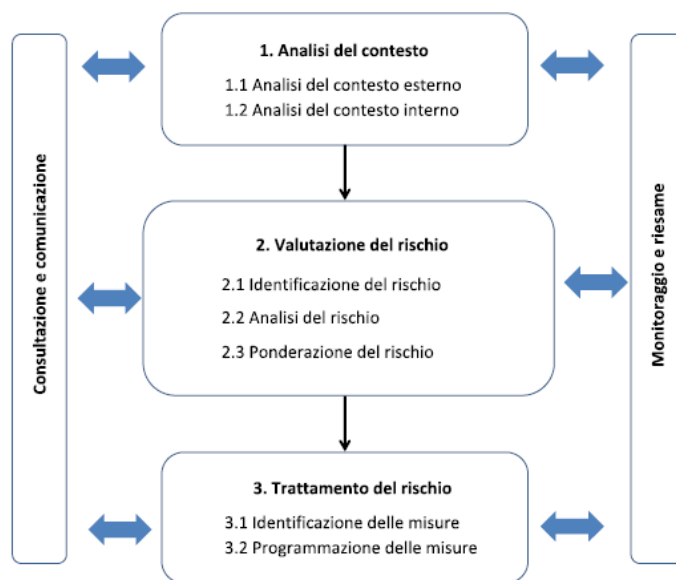 Consultazione e comunicazione
1. Analisi del contesto
1.1 Analisi del contesto esterno
1.2 Analisi del contesto interno
2. Valutazione del rischio
2.1 Identificazione del rischio
2.2 Analisi del rischio
2.3 Ponderazione del rischio
3. Trattamento del rischio
3.1 Identificazione delle misure
3.2 Programmazione delle misure
Monitoraggio e riesame